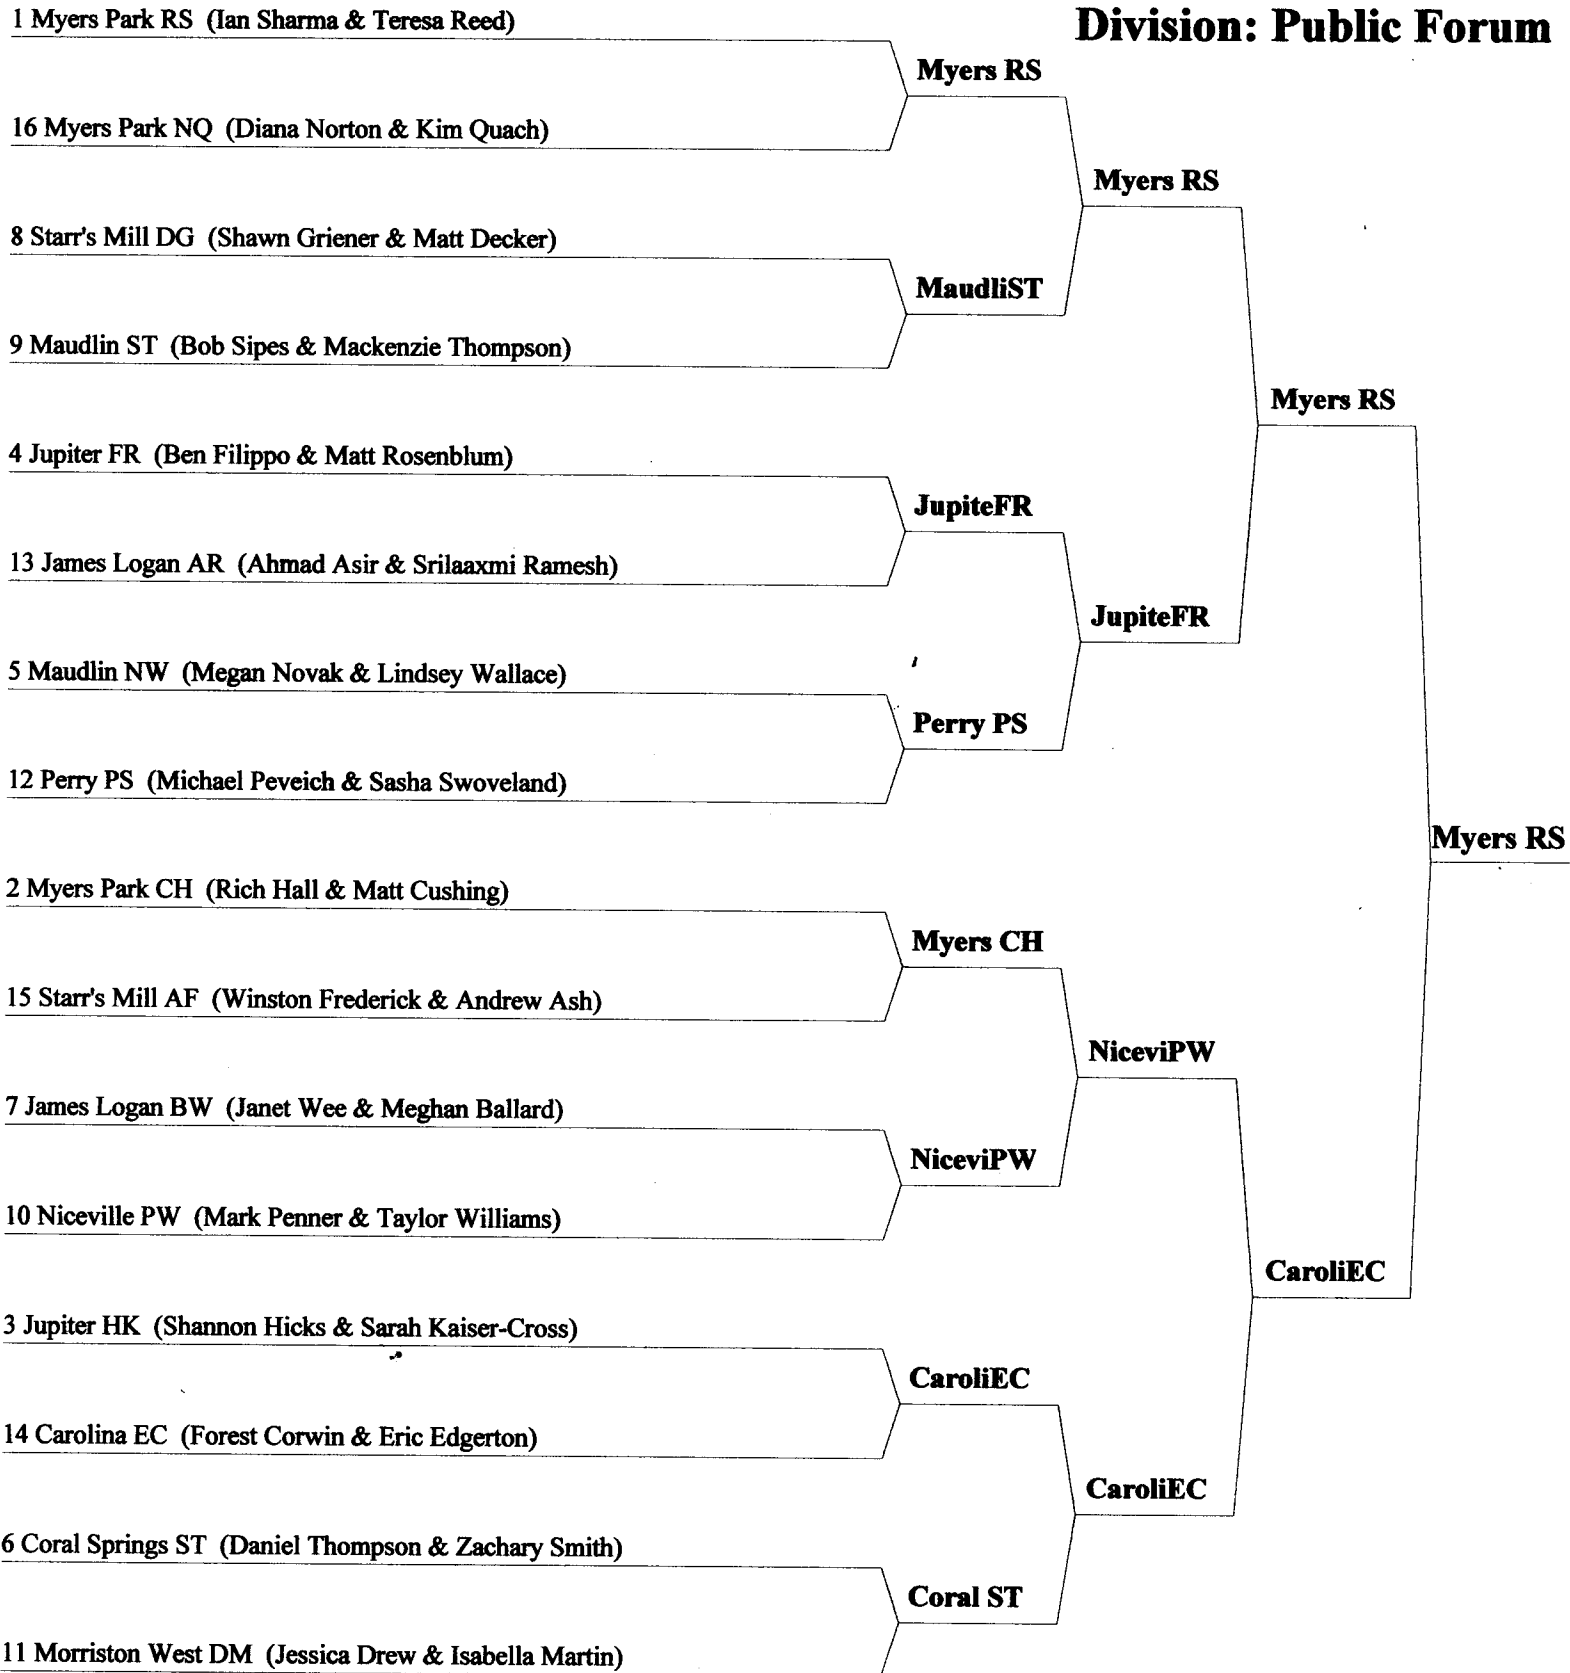 Division: Public Forum
1 Myers Park RS (Ian Sharma & Teresa Reed)
Myers RS
16 Myers Park NQ (Diana Norton & Kim Quach)
Myers RS
8 Starr's Mill DG (Shawn Griener & Matt Decker)
MaudliST
9 Maudlin ST (Bob Sipes & Mackenzie Thompson)
Myers RS
4 Jupiter FR (Ben Filippo & Matt Rosenblum)
JupiteFR
13 James Logan AR (Ahmad Asir & Srilaaxmi Ramesh)
JupiteFR
5 Maudlin NW (Megan Novak & Lindsey Wallace)
Perry PS
12 Perry PS (Michael Peveich & Sasha Swoveland)
Myers RS
2 Myers Park CH (Rich Hall & Matt Cushing)
Myers CH
15 Starr's Mill AF (Winston Frederick & Andrew Ash)
NiceviPW
7 James Logan BW (Janet Wee & Meghan Ballard)
NiceviPW
10 Niceville PW (Mark Penner & Taylor Williams)
CaroliEC
3 Jupiter HK (Shannon Hicks & Sarah Kaiser-Cross)
CaroliEC
14 Carolina EC (Forest Corwin & Eric Edgerton)
CaroliEC
6 Coral Springs ST (Daniel Thompson & Zachary Smith)
Coral ST
11 Morriston West DM (Jessica Drew & Isabella Martin)